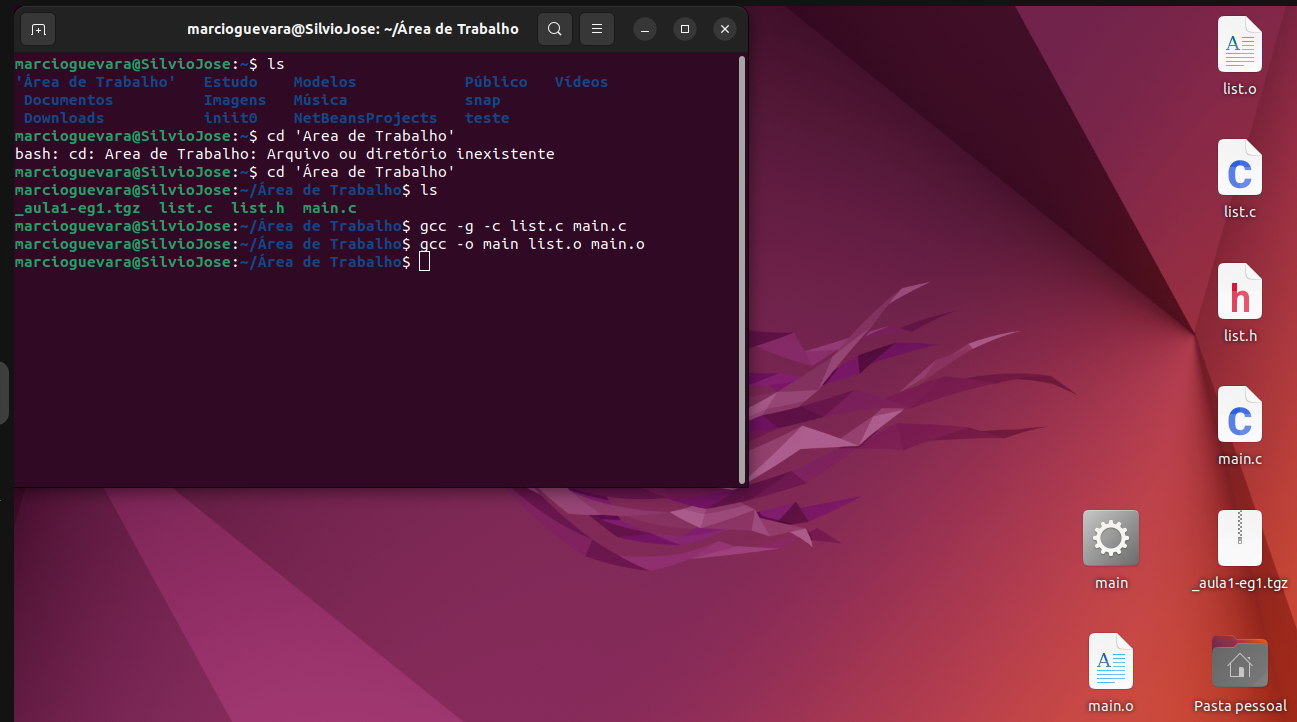 marcioguevara@SilvioJose: ~/Área de Trabalho
marcioguevara@SilvioJose:~$ ls
'Área de Trabalho'   Estudo    Modelos            Público   Vídeos
 Documentos          Imagens   Música             snap
 Downloads           iniit0    NetBeansProjects   teste
marcioguevara@SilvioJose:~$ cd 'Area de Trabalho'
bash: cd: Area de Trabalho: Arquivo ou diretório inexistente
marcioguevara@SilvioJose:~$ cd 'Área de Trabalho'
marcioguevara@SilvioJose:~/Área de Trabalho$ ls
_aula1-eg1.tgz  list.c  list.h  main.c
marcioguevara@SilvioJose:~/Área de Trabalho$ gcc -g -c list.c main.c
marcioguevara@SilvioJose:~/Área de Trabalho$ gcc -o main list.o main.o
marcioguevara@SilvioJose:~/Área de Trabalho$
A
list.o
C
list.c
h
list.h
C
main.c
main
_aula1-eg1.tgz
A
main.o
Pasta pessoal